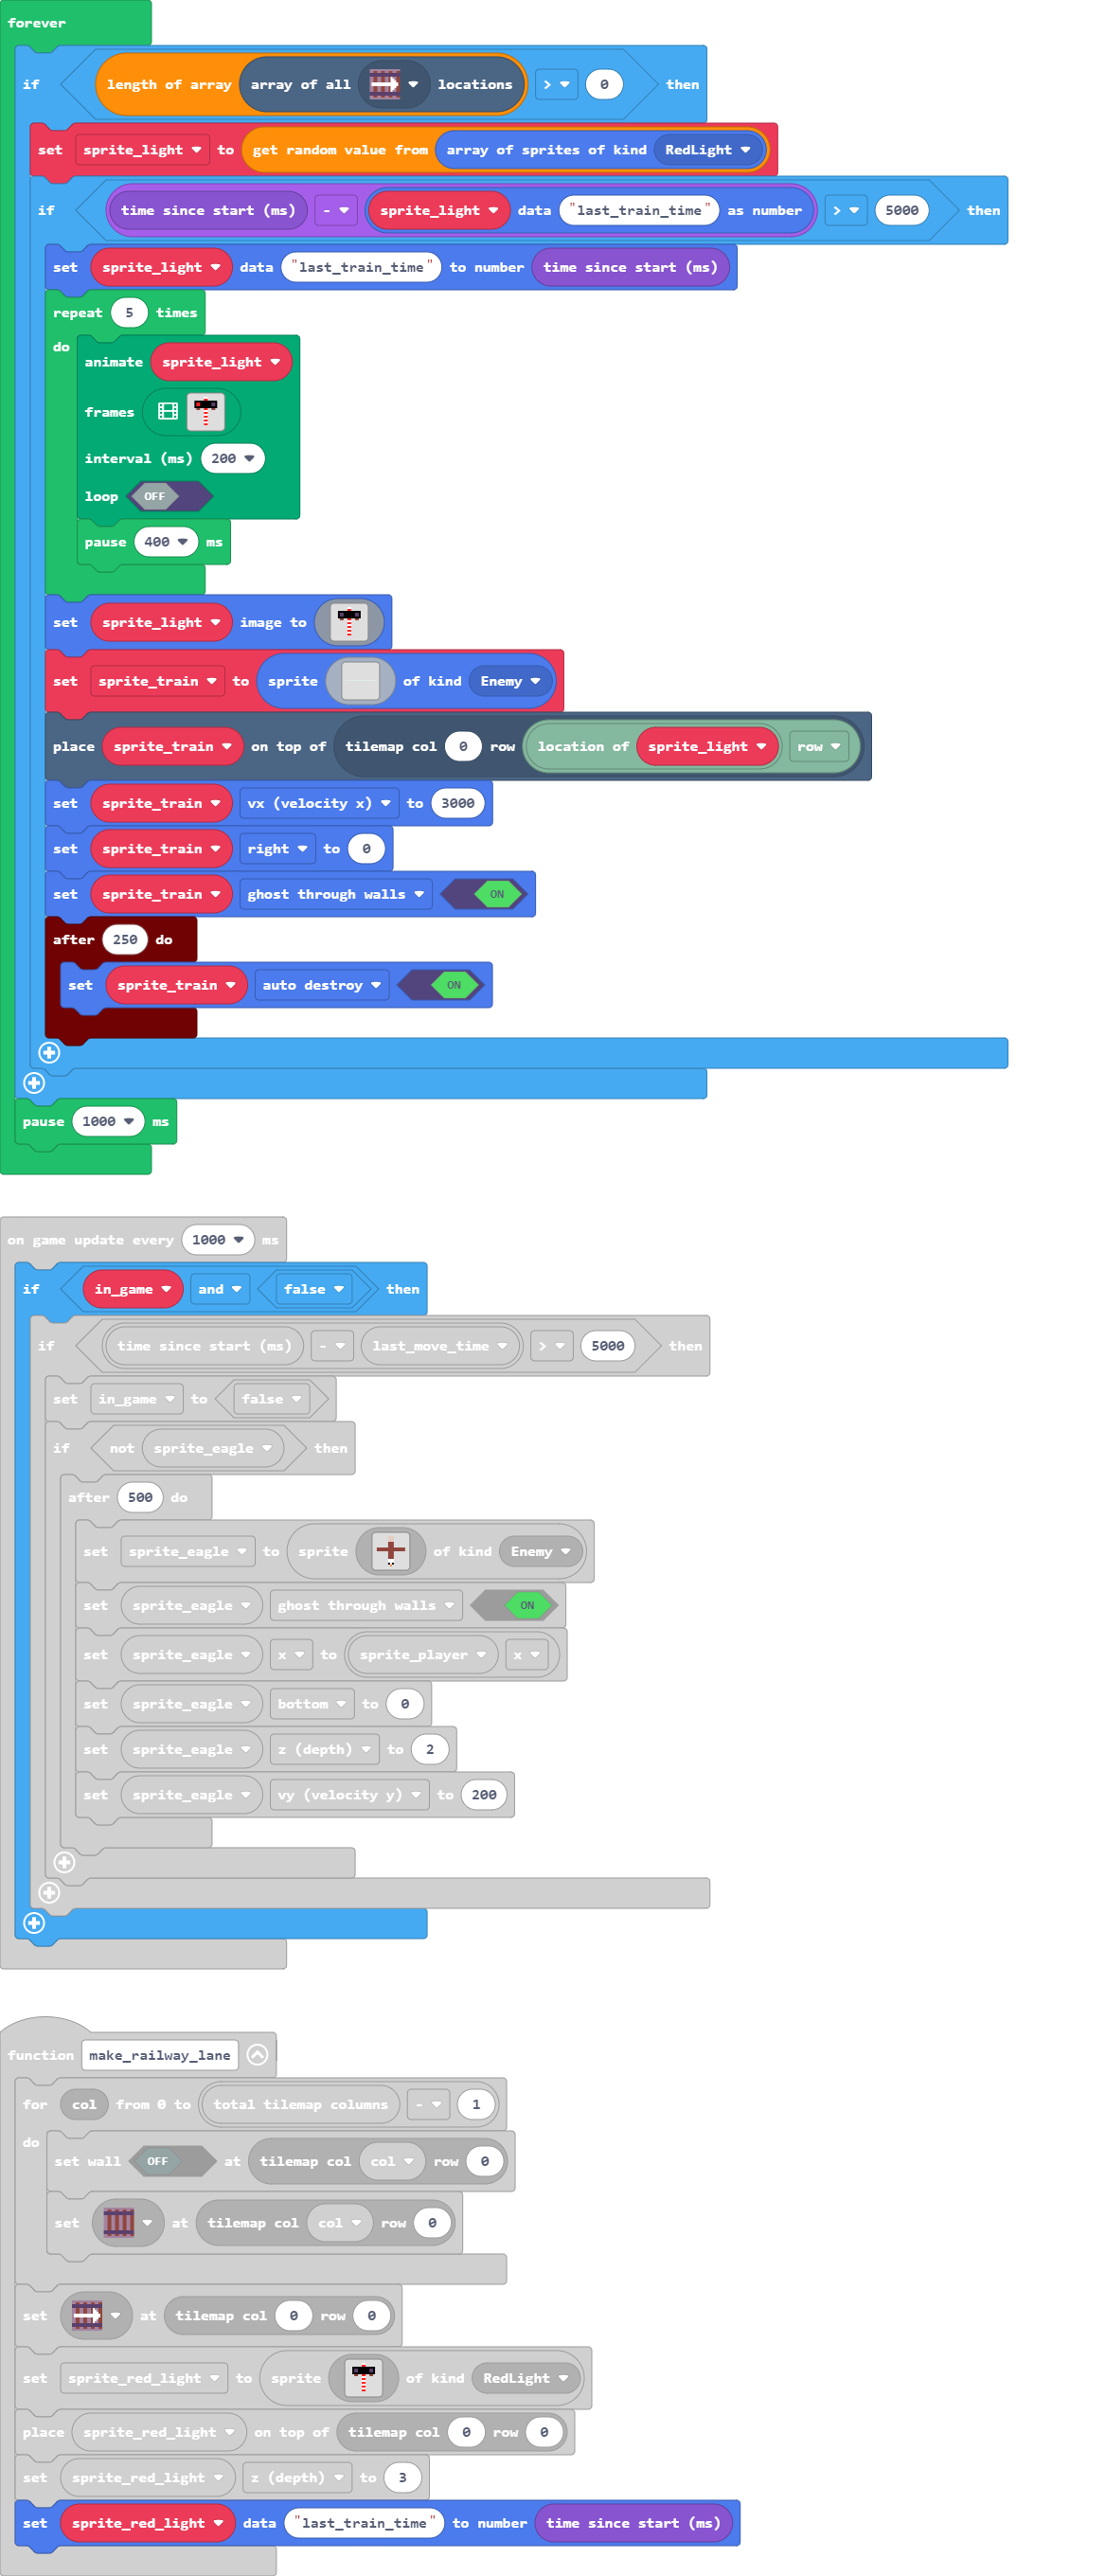 forever
if length of array array of all locations > 0 then
set sprite_light to get random value from array of sprites of kind RedLight
if time since start (ms) - sprite_light data "last_train_time" as number > 5000 then
set sprite_light data "last_train_time" to number time since start (ms)
repeat 5 times
do
animate sprite_light
frames
interval (ms) 200
loop OFF
pause 400 ms
set sprite_light image to
set sprite_train to sprite of kind Enemy
place sprite_train on top of tilemap col 0 row location of sprite_light row
set sprite_train vx (velocity x) to 3000
set sprite_train right to 0
set sprite_train ghost through walls ON
after 250 do
set sprite_train auto destroy ON
pause 1000 ms
on game update every 1000 ms
if in_game and false then
if time since start (ms) - last_move_time > 5000 then
set in_game to false
if not sprite_eagle then
after 500 do
set sprite_eagle to sprite of kind Enemy
set sprite_eagle ghost through walls ON
set sprite_eagle x to sprite_player x
set sprite_eagle bottom to 0
set sprite_eagle z (depth) to 2
set sprite_eagle vy (velocity y) to 200
function make_railway_lane
for col from 0 to total tilemap columns - 1
do
set wall OFF at tilemap col col row 0
set at tilemap col col row 0
set at tilemap col 0 row 0
set sprite_red_light to sprite of kind RedLight
place sprite_red_light on top of tilemap col 0 row 0
set sprite_red_light z (depth) to 3
set sprite_red_light data "last_train_time" to number time since start (ms)